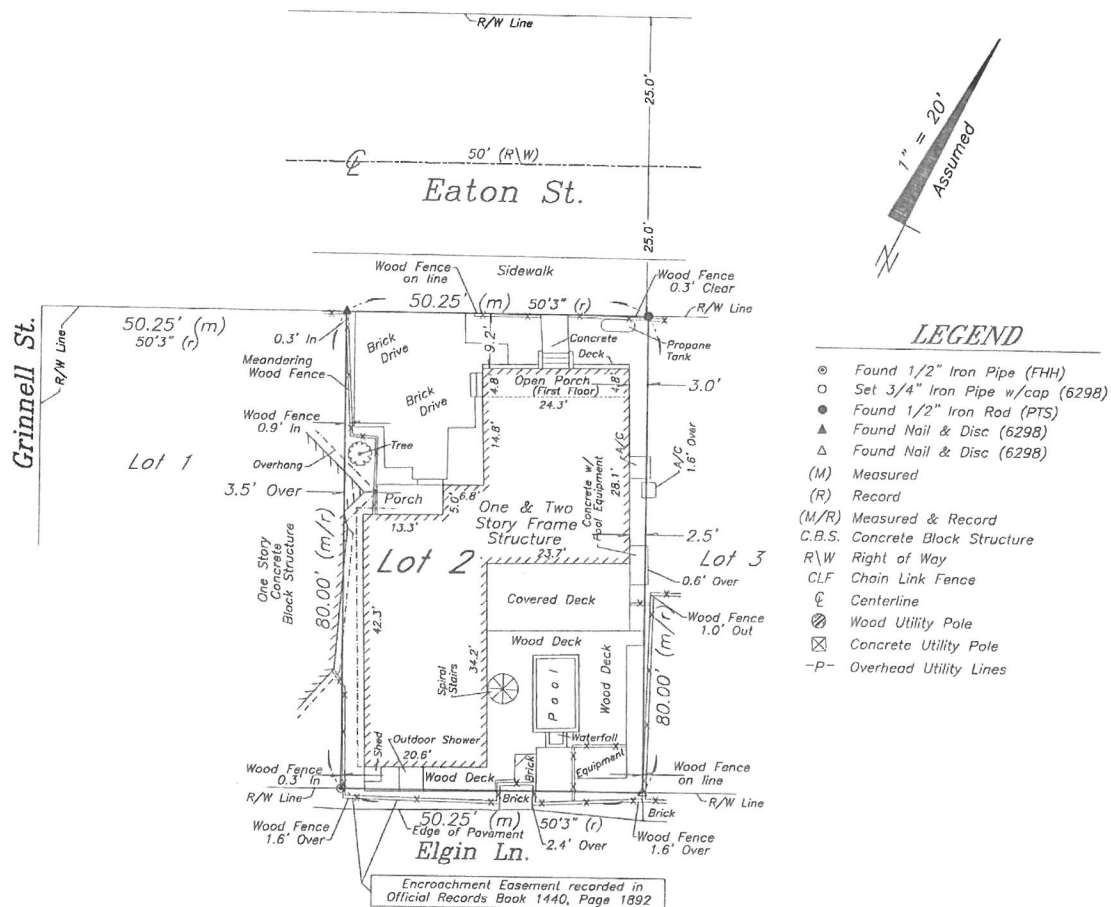 R/W Line
25.0'
1" = 20'
Assumed
N
50' (R\W)
℄
Eaton St.
25.0'
Wood Fence
on line
Sidewalk
Wood Fence
0.3' Clear
50.25' (m)
50'3" (r)
R/W Line
Grinnell St.
R/W Line
50.25' (m)
50'3" (r)
0.3' In
Meandering
Wood Fence
Brick
Drive
9.2'
Concrete
Deck
Propane
Tank
Brick
Drive
4.8'
Open Porch
(First Floor)
24.3'
4.8'
3.0'
Wood Fence
0.9' In
Tree
14.8'
Lot 1
Overhang
A/C
28.1'
A/C
1.6' Over
3.5' Over
Porch
6.8'
5.0'
13.3'
One & Two
Story Frame
Structure
23.7'
Concrete w/
Pool Equipment
2.5'
Lot 2
Lot 3
One Story
Concrete
Block Structure
80.00' (m/r)
0.6' Over
Covered Deck
Wood Fence
1.0' Out
42.3'
Wood Deck
34.2'
Spiral
Stairs
Pool
Wood Deck
80.00' (m/r)
Waterfall
Shed
Outdoor Shower
20.6'
Wood Deck
Brick
Equipment
Wood Fence
0.3' In
Wood Fence
on line
R/W Line
Brick
R/W Line
Brick
50.25' (m)
50'3" (r)
Wood Fence
1.6' Over
Edge of Pavement
2.4' Over
Wood Fence
1.6' Over
Elgin Ln.
Encroachment Easement recorded in
Official Records Book 1440, Page 1892
LEGEND
Found 1/2" Iron Pipe (FHH)
Set 3/4" Iron Pipe w/cap (6298)
Found 1/2" Iron Rod (PTS)
Found Nail & Disc (6298)
Found Nail & Disc (6298)
(M) Measured
(R) Record
(M/R) Measured & Record
C.B.S. Concrete Block Structure
R\W Right of Way
CLF Chain Link Fence
℄ Centerline
Wood Utility Pole
Concrete Utility Pole
-P- Overhead Utility Lines